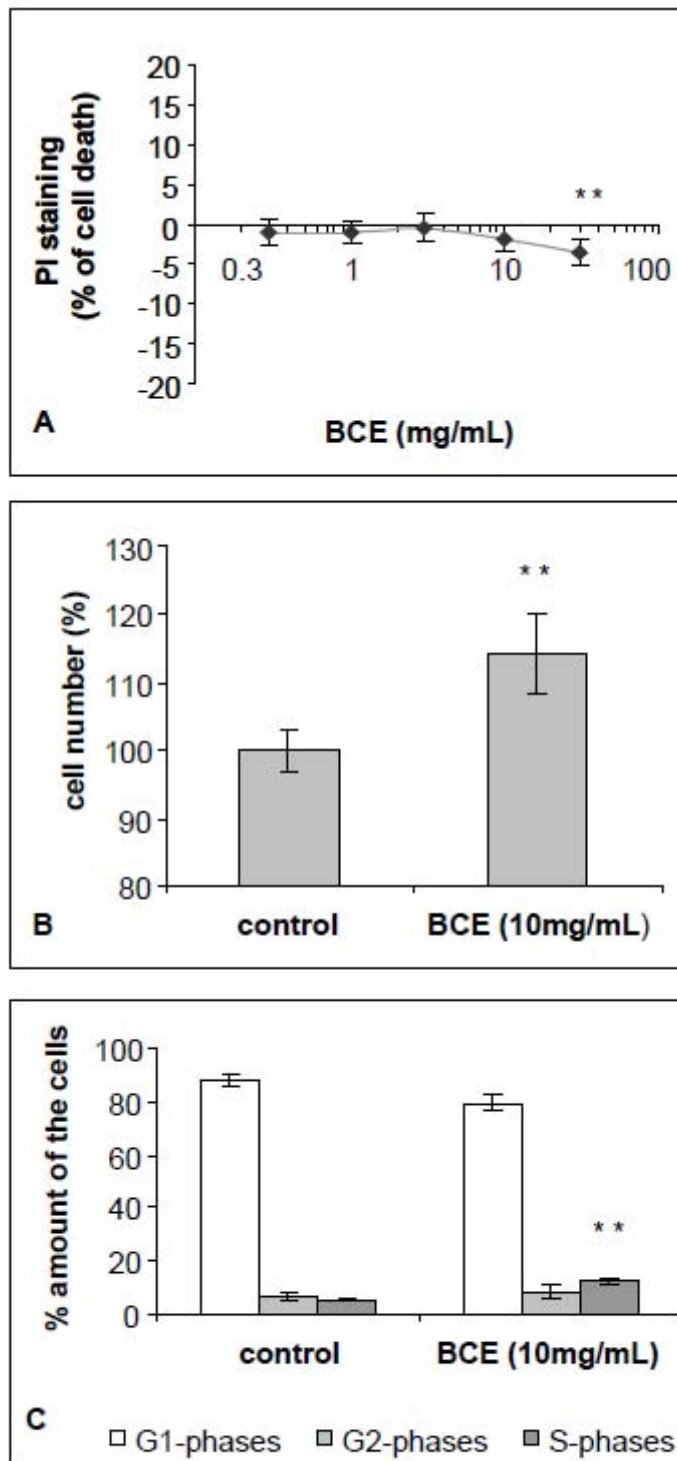 20
15
10
5
0
-5
-10
-15
-20
PI staining
(% of cell death)
* *
0.3 1 10 100
A
BCE (mg/mL)
130
120
110
100
90
80
cell number (%)
* *
control BCE (10mg/mL)
B
100
80
60
40
20
0
% amount of the cells
* *
control BCE (10mg/mL)
C
G1-phases G2-phases S-phases